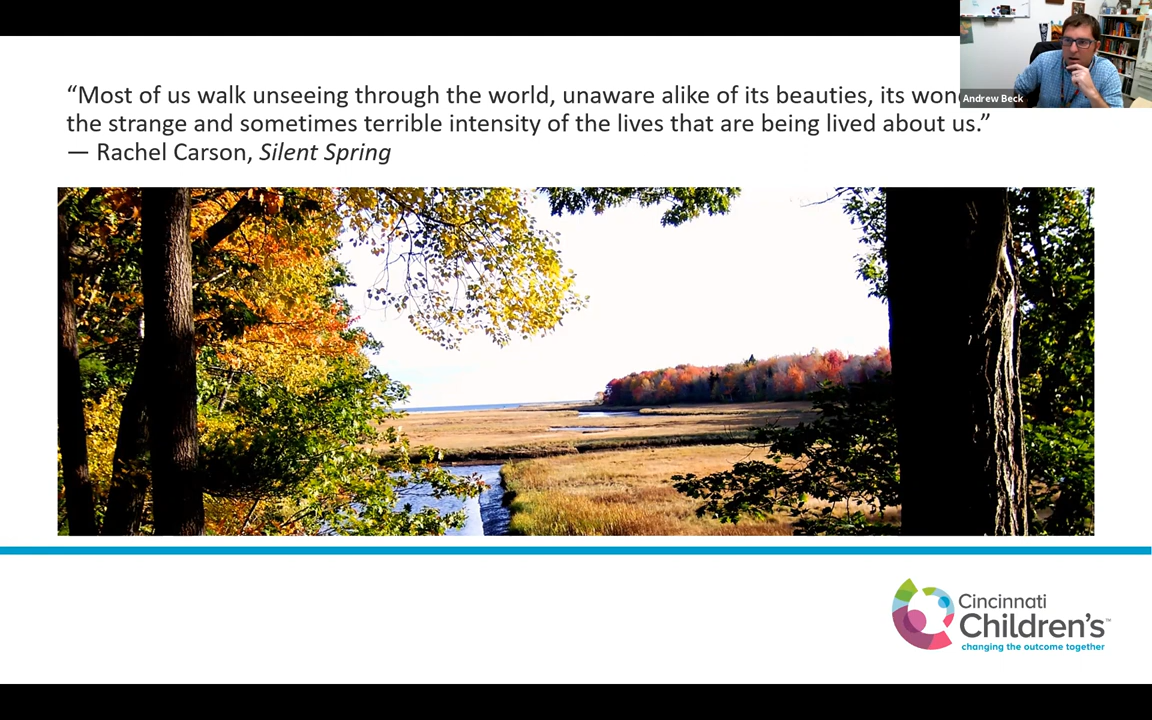 “Most of us walk unseeing through the world, unaware alike of its beauties, its
the strange and sometimes terrible intensity of the lives that are being lived about us.”
— Rachel Carson, Silent Spring
Andrew Beck
Cincinnati
Children's™
changing the outcome together